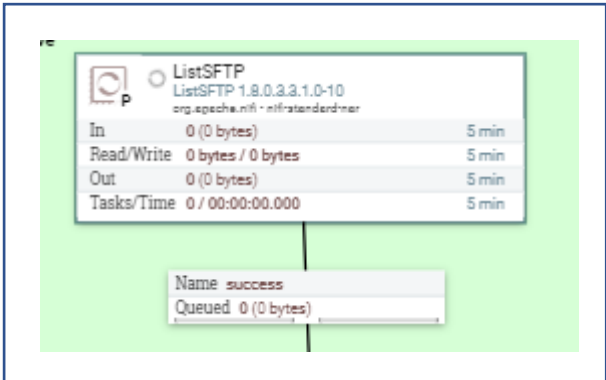 ListSFTP
P
ListSFTP 1.8.0.3.3.1.0-10
org.apache.nifi - nifi-standard-nar
In 0 (0 bytes) 5 min
Read/Write 0 bytes / 0 bytes 5 min
Out 0 (0 bytes) 5 min
Tasks/Time 0 / 00:00:00.000 5 min
Name success
Queued 0 (0 bytes)